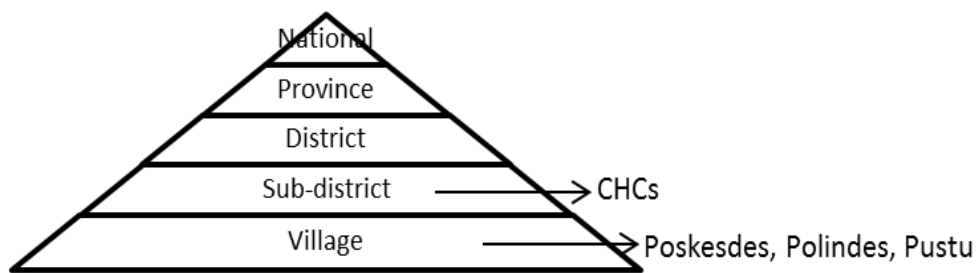 National
Province
District
Sub-district
CHCs
Village
Poskesdes, Polindes, Pustu